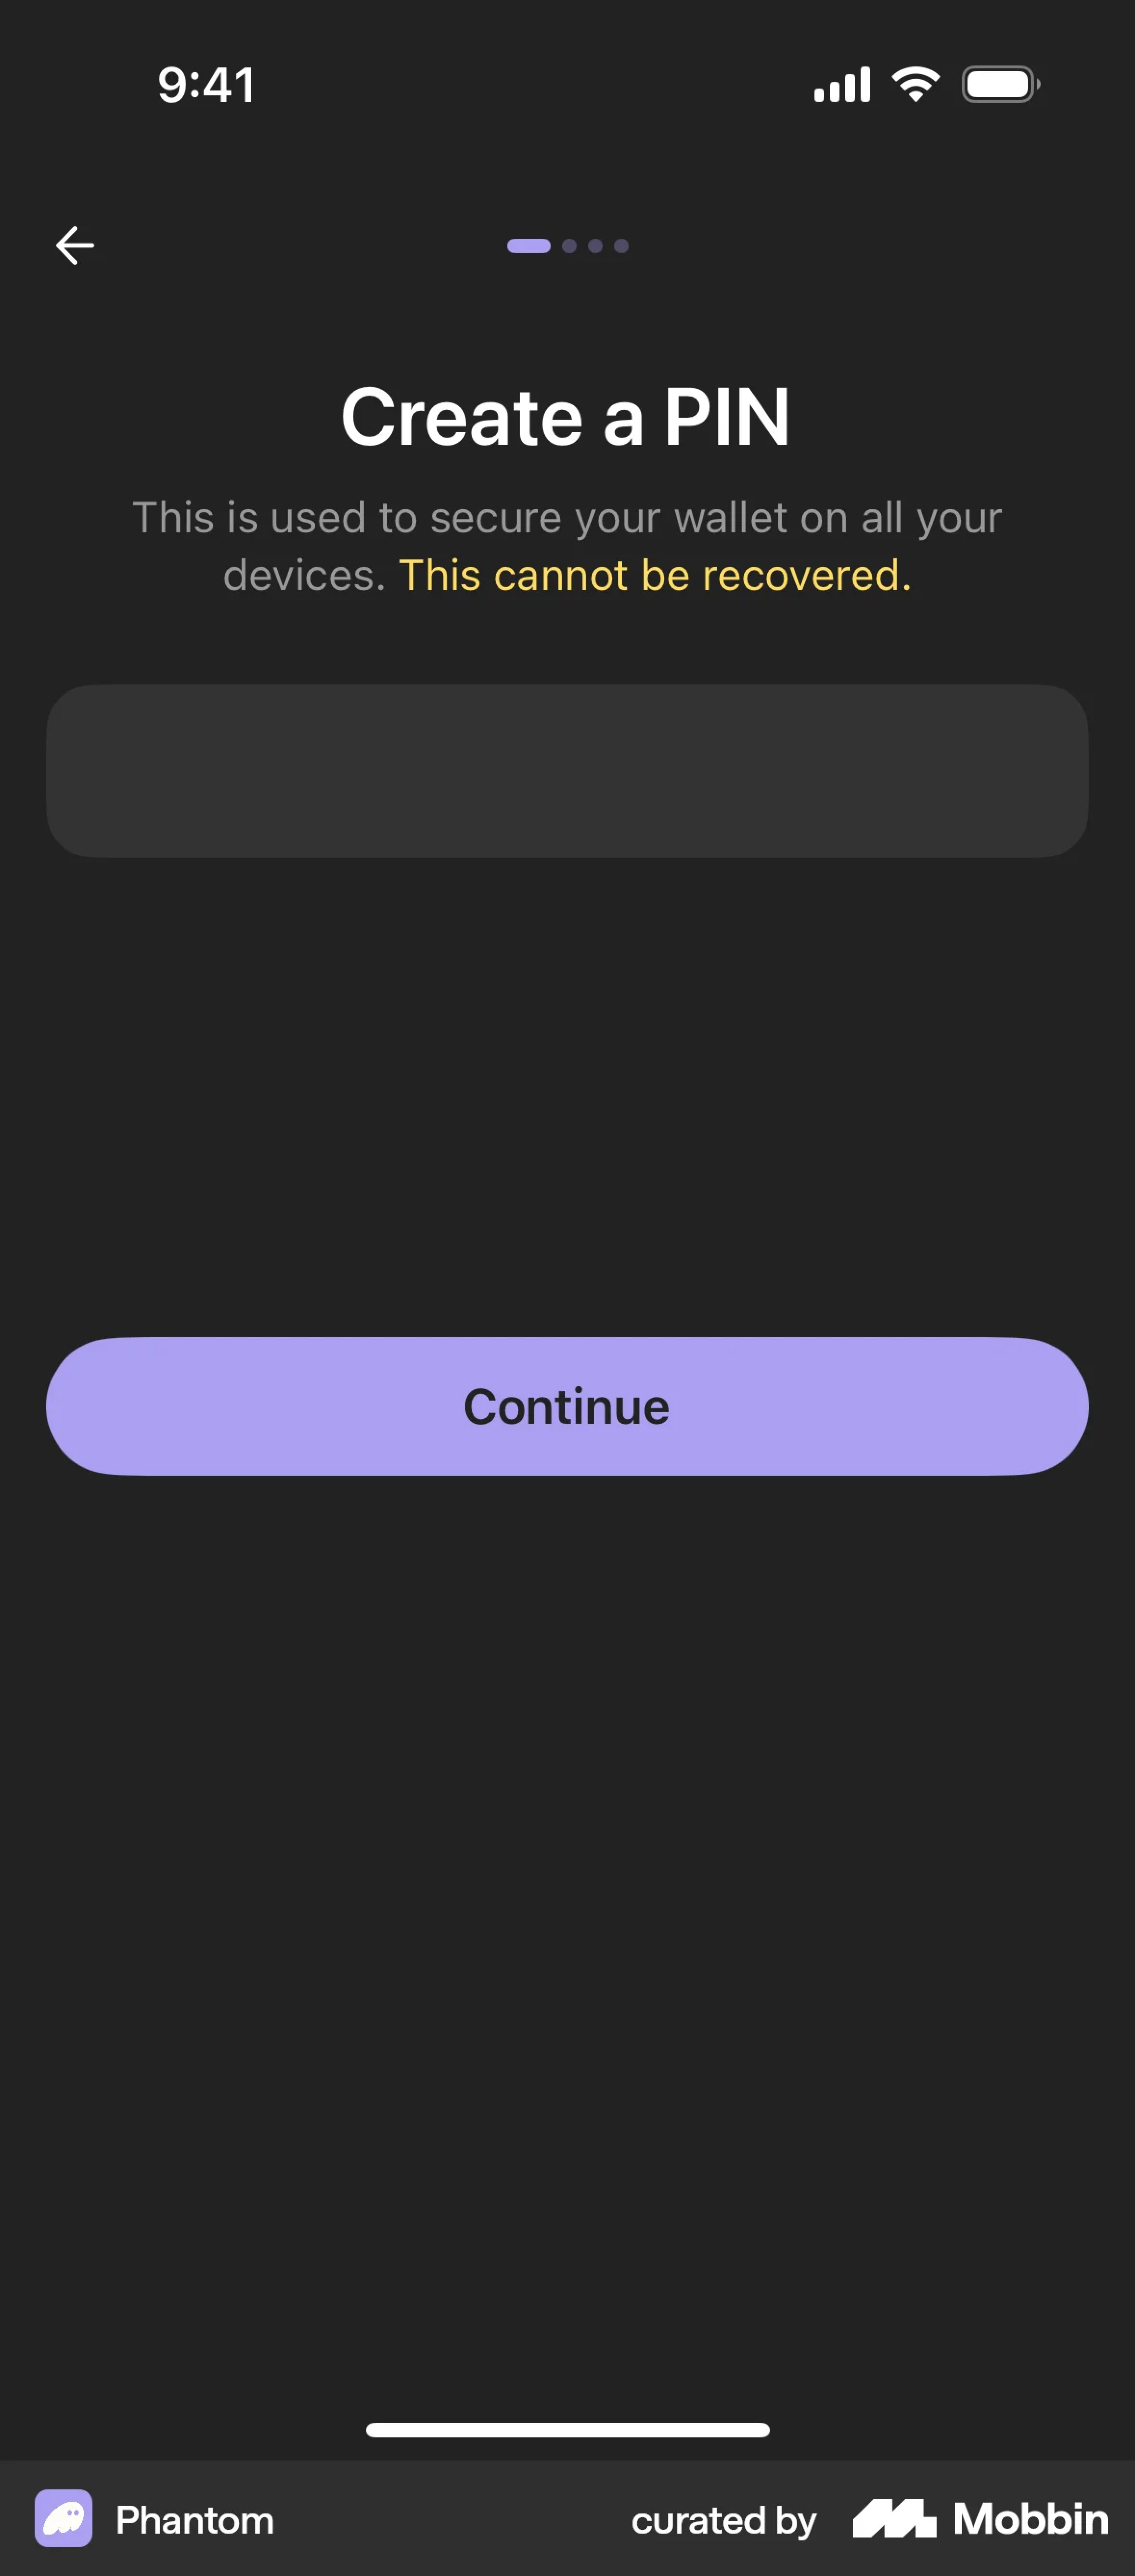 9:41
Create a PIN
This is used to secure your wallet on all your
devices. This cannot be recovered.
Continue
Phantom
curated by Mobbin